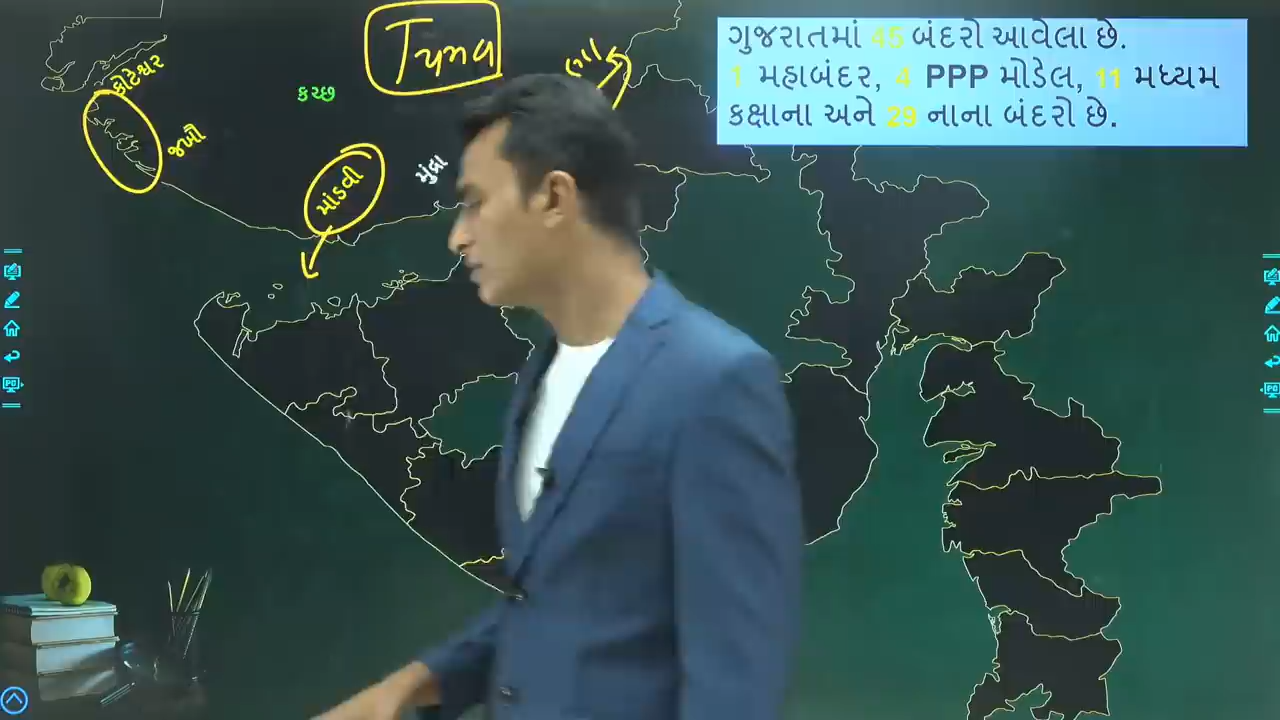 ગુજરાતમાં 45 બંદરો આવેલા છે.
1 મહાબંદર, 4 PPP મોડેલ, 11 મધ્યમ
કક્ષાના અને 29 નાના બંદરો છે.
કોટેશ્વર
કચ્છ
જખૌ
માંડવી
મુંદ્રા